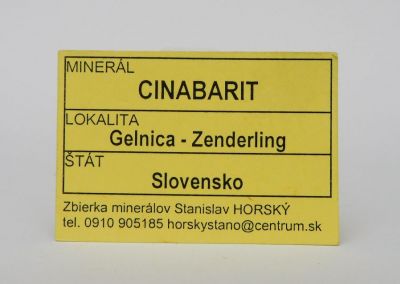 MINERÁL
CINABARIT
LOKALITA
Gelnica - Zenderling
ŠTÁT
Slovensko
Zbierka minerálov Stanislav HORSKÝ
tel. 0910 905185 horskystano@centrum.sk